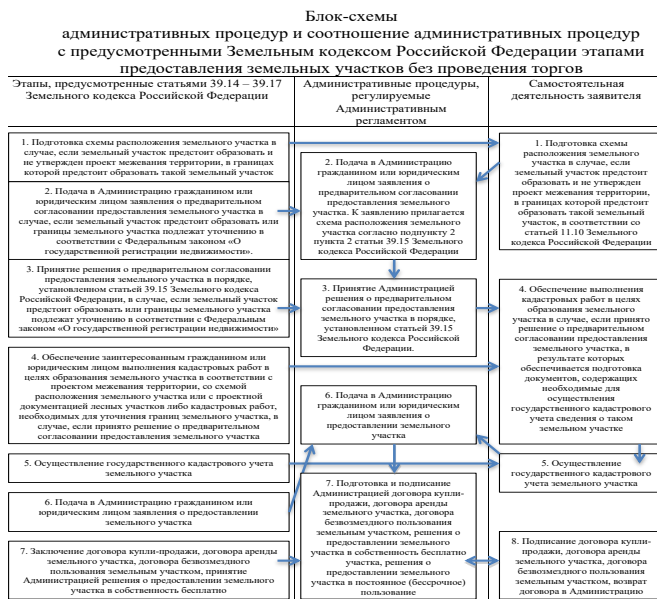 Блок-схемы
административных процедур и соотношение административных процедур
с предусмотренными Земельным кодексом Российской Федерации этапами
предоставления земельных участков без проведения торгов
Этапы, предусмотренные статьями 39.14 – 39.17
Земельного кодекса Российской Федерации
1. Подготовка схемы расположения земельного участка в
случае, если земельный участок предстоит образовать и
не утвержден проект межевания территории, в границах
которой предстоит образовать такой земельный участок
2. Подача в Администрацию гражданином или
юридическим лицом заявления о предварительном
согласовании предоставления земельного участка в
случае, если земельный участок предстоит образовать или
границы земельного участка подлежат уточнению в
соответствии с Федеральным законом «О
государственной регистрации недвижимости».
3. Принятие решения о предварительном согласовании
предоставления земельного участка в порядке,
установленном статьей 39.15 Земельного кодекса
Российской Федерации, в случае, если земельный участок
предстоит образовать или границы земельного участка
подлежат уточнению в соответствии с Федеральным
законом «О государственной регистрации недвижимости»
4. Обеспечение заинтересованным гражданином или
юридическим лицом выполнения кадастровых работ в
целях образования земельного участка в соответствии с
проектом межевания территории, со схемой
расположения земельного участка или с проектной
документацией лесных участков либо кадастровых работ,
необходимых для уточнения границ земельного участка, в
случае, если принято решение о предварительном
согласовании предоставления земельного участка
5. Осуществление государственного кадастрового учета
земельного участка
6. Подача в Администрацию гражданином или
юридическим лицом заявления о предоставлении
земельного участка
7. Заключение договора купли-продажи, договора аренды
земельного участка, договора безвозмездного
пользования земельным участком, принятие
Администрацией решения о предоставлении земельного
участка в собственность бесплатно
Административные процедуры,
регулируемые
Административным
регламентом
2. Подача в Администрацию
гражданином или юридическим
лицом заявления о
предварительном согласовании
предоставления земельного
участка. К заявлению прилагается
схема расположения земельного
участка согласно подпункту 2
пункта 2 статьи 39.15 Земельного
кодекса Российской Федерации
3. Принятие Администрацией
решения о предварительном
согласовании предоставления
земельного участка в порядке,
установленном статьей 39.15
Земельного кодекса Российской
Федерации.
6. Подача в Администрацию
гражданином или юридическим
лицом заявления о
предоставлении земельного
участка
7. Подготовка и подписание
Администрацией договора купли-
продажи, договора аренды
земельного участка, договора
безвозмездного пользования
земельным участком, решения о
предоставлении земельного
участка в собственность бесплатно
участка, решения о
предоставлении земельного
участка в постоянное (бессрочное)
пользование
Самостоятельная
деятельность заявителя
1. Подготовка схемы
расположения земельного
участка в случае, если
земельный участок предстоит
образовать и не утвержден
проект межевания территории,
в границах которой предстоит
образовать такой земельный
участок, в соответствии со
статьей 11.10 Земельного
кодекса Российской Федерации
4. Обеспечение выполнения
кадастровых работ в целях
образования земельного
участка в случае, если принято
решение о предварительном
согласовании предоставления
земельного участка, в
результате которых
обеспечивается подготовка
документов, содержащих
необходимые для
осуществления
государственного кадастрового
учета сведения о таком
земельном участке
5. Осуществление
государственного кадастрового
учета земельного участка
8. Подписание договора купли-
продажи, договора аренды
земельного участка, договора
безвозмездного пользования
земельным участком, возврат
договора в Администрацию